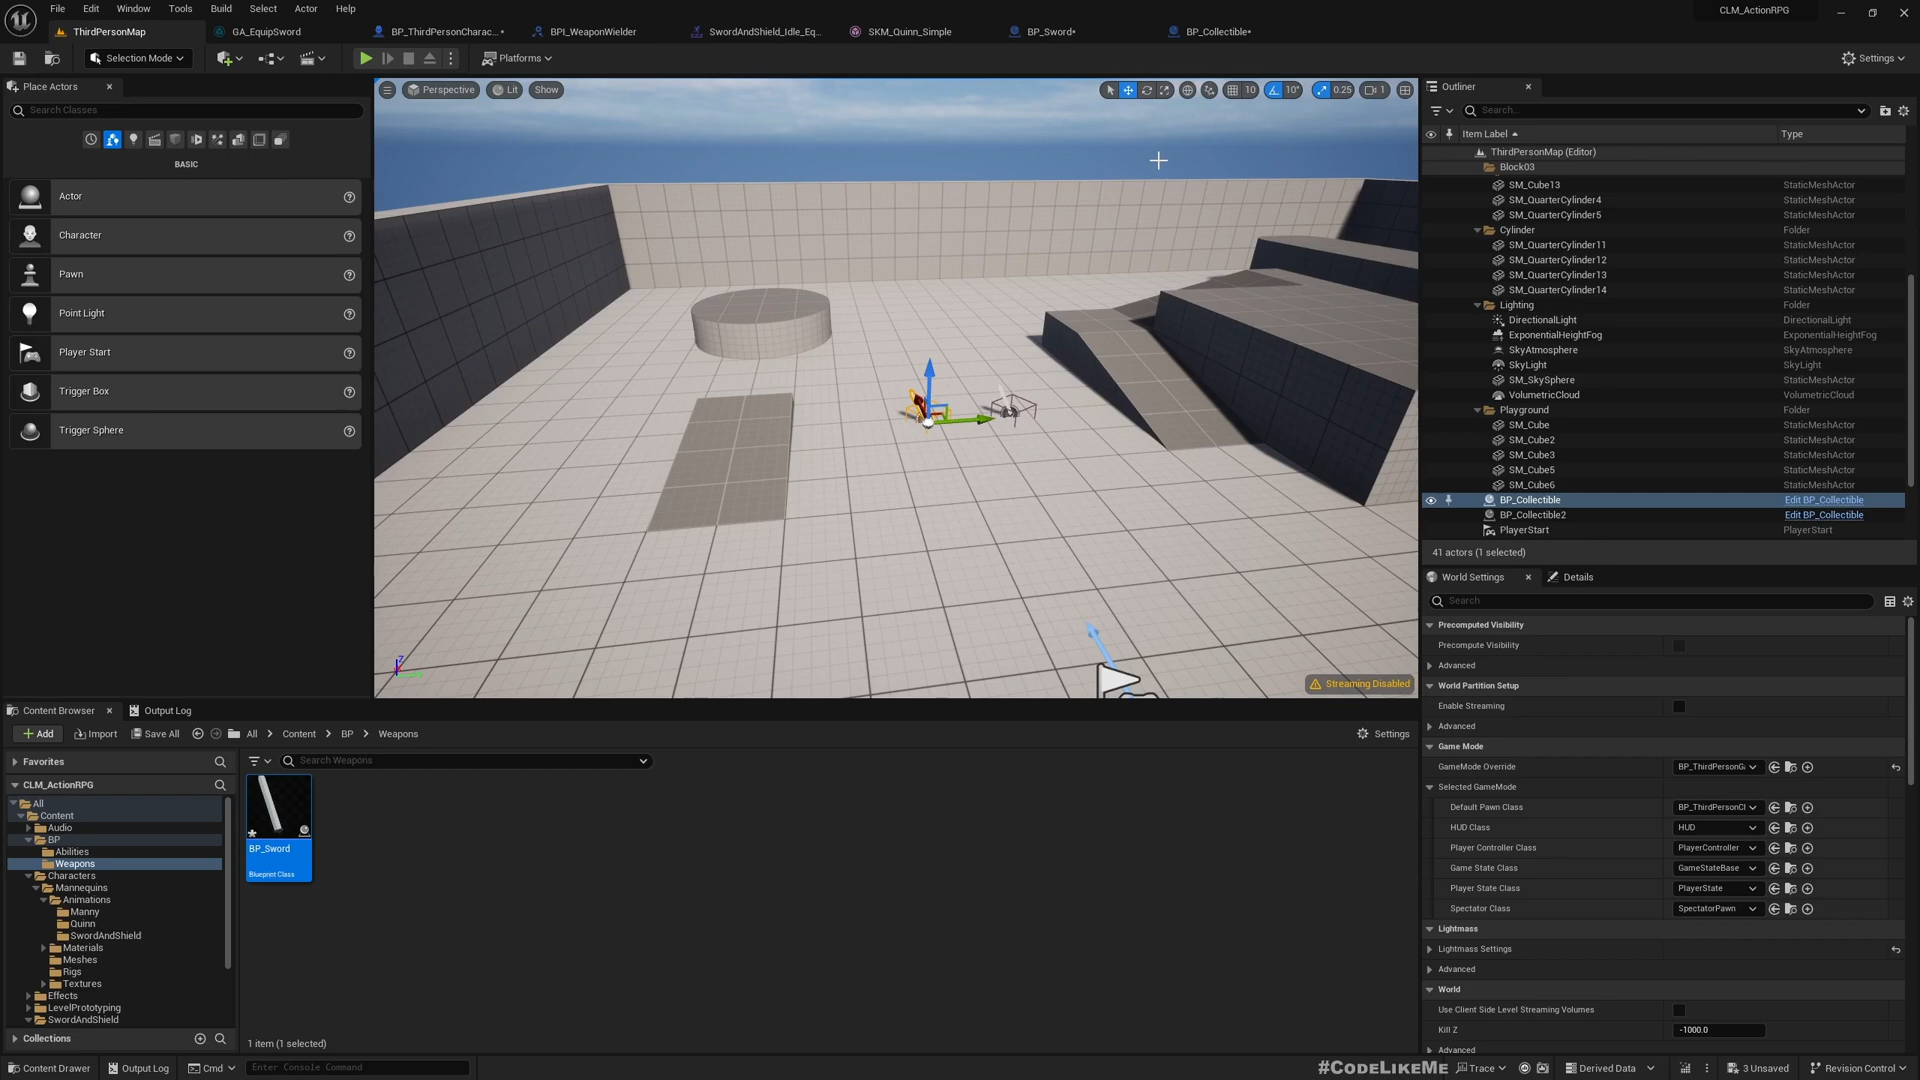 File Edit Window Tools Build Select Actor Help
CLM_ActionRPG
ThirdPersonMap
GA_EquipSword
BP_ThirdPersonCharac...•
BPI_WeaponWielder
SwordAndShield_Idle_Eq...
SKM_Quinn_Simple
BP_Sword•
BP_Collectible•
Selection Mode
Platforms
Settings
Place Actors
Search Classes
BASIC
Actor
Character
Pawn
Point Light
Player Start
Trigger Box
Trigger Sphere
Perspective
Lit
Show
10
10°
0.25
1
Streaming Disabled
Outliner
Search...
Item Label
Type
ThirdPersonMap (Editor)
Block03
SM_Cube13 StaticMeshActor
SM_QuarterCylinder4 StaticMeshActor
SM_QuarterCylinder5 StaticMeshActor
Cylinder Folder
SM_QuarterCylinder11 StaticMeshActor
SM_QuarterCylinder12 StaticMeshActor
SM_QuarterCylinder13 StaticMeshActor
SM_QuarterCylinder14 StaticMeshActor
Lighting Folder
DirectionalLight DirectionalLight
ExponentialHeightFog ExponentialHeightFog
SkyAtmosphere SkyAtmosphere
SkyLight SkyLight
SM_SkySphere StaticMeshActor
VolumetricCloud VolumetricCloud
Playground Folder
SM_Cube StaticMeshActor
SM_Cube2 StaticMeshActor
SM_Cube3 StaticMeshActor
SM_Cube5 StaticMeshActor
SM_Cube6 StaticMeshActor
BP_Collectible Edit BP_Collectible
BP_Collectible2 Edit BP_Collectible
PlayerStart PlayerStart
41 actors (1 selected)
World Settings
Details
Search
Precomputed Visibility
Precompute Visibility
Advanced
World Partition Setup
Enable Streaming
Advanced
Game Mode
GameMode Override BP_ThirdPersonG
Selected GameMode
Default Pawn Class BP_ThirdPersonCl
HUD Class HUD
Player Controller Class PlayerController
Game State Class GameStateBase
Player State Class PlayerState
Spectator Class SpectatorPawn
Lightmass
Lightmass Settings
Advanced
World
Use Client Side Level Streaming Volumes
Kill Z -1000.0
Advanced
Content Browser
Output Log
Add
Import
Save All
All
Content
BP
Weapons
Settings
Favorites
Search Weapons
CLM_ActionRPG
All
Content
Audio
BP
Abilities
Weapons
Characters
Mannequins
Animations
Manny
Quinn
SwordAndShield
Materials
Meshes
Rigs
Textures
Effects
LevelPrototyping
SwordAndShield
Collections
BP_Sword
Blueprint Class
1 item (1 selected)
Content Drawer
Output Log
Cmd
Enter Console Command
#CodeLikeMe
Trace
Derived Data
3 Unsaved
Revision Control